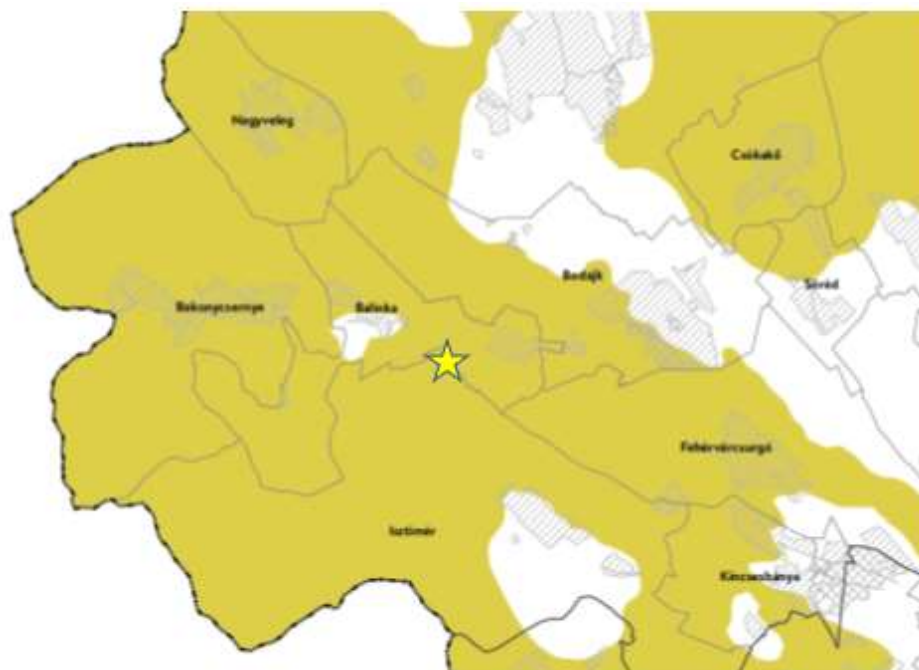 Nagyveleg
Csókakő
Bodajk
Bakonycsernye
Balinka
Söréd
Fehérvárcsurgó
Isztimér
Kincsesbánya